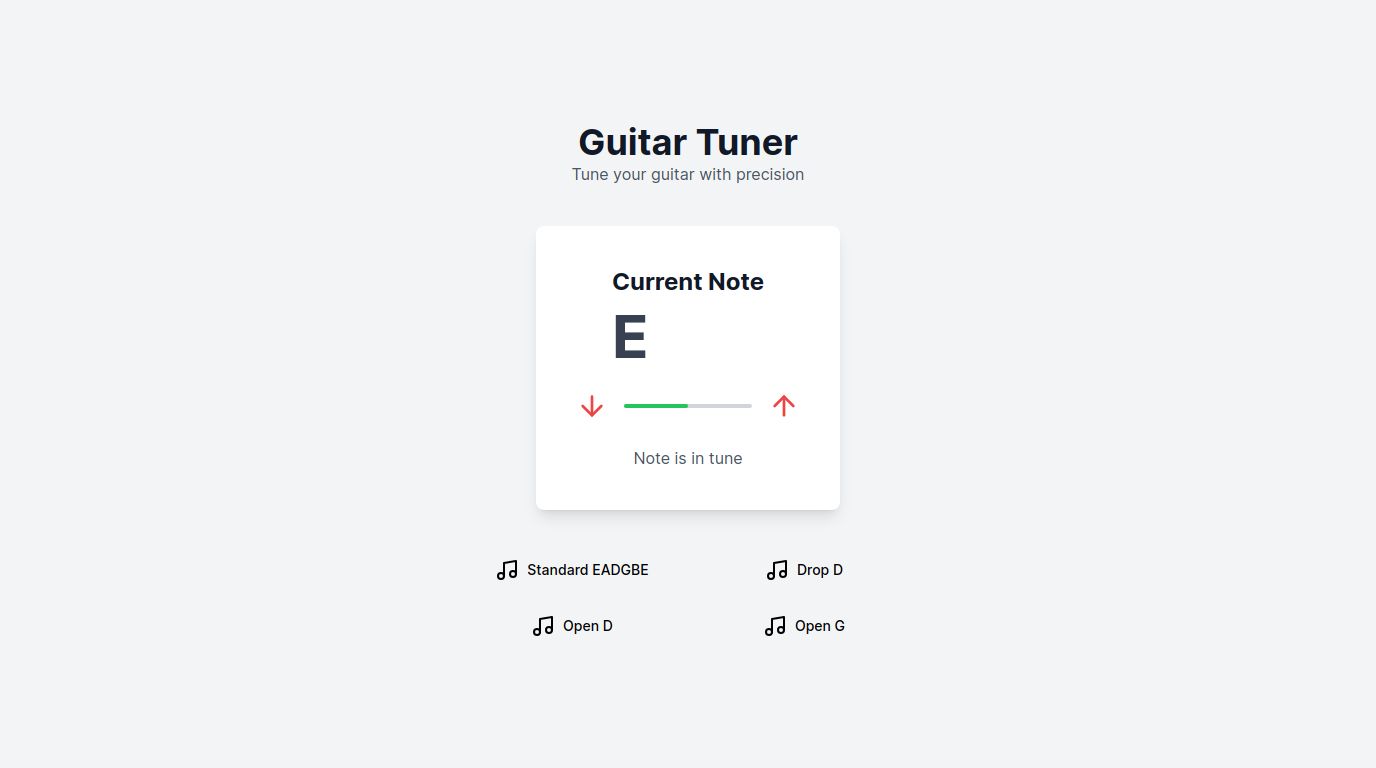 Guitar Tuner
Tune your guitar with precision
Current Note
E
Note is in tune
Standard EADGBE
Drop D
Open D
Open G